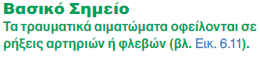 Βασικό Σημείο
Τα τραυματικά αιματώματα οφείλονται σε
ρήξεις αρτηριών ή φλεβών (βλ. Εικ. 6.11).